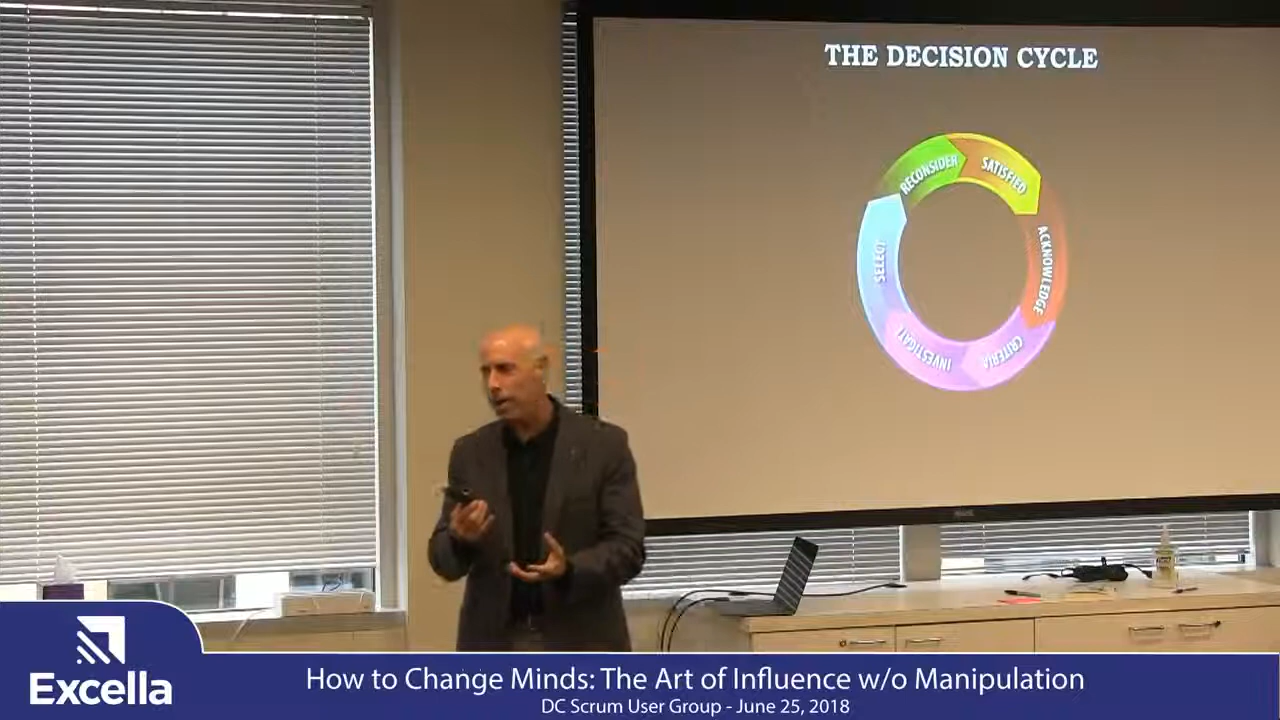 THE DECISION CYCLE
RECONSIDER
SATISFIED
ACKNOWLEDGE
CRITERIA
INVESTIGATE
SELECT
Excella
How to Change Minds: The Art of Influence w/o Manipulation
DC Scrum User Group - June 25, 2018